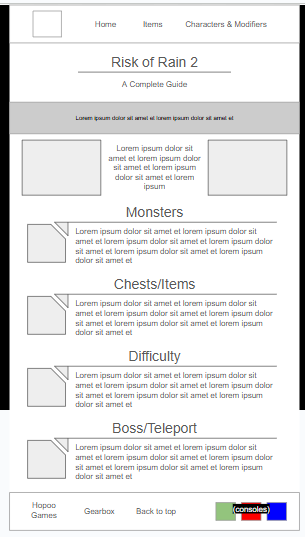 Home Items Characters & Modifiers
Risk of Rain 2
A Complete Guide
Lorem ipsum dolor sit amet et lorem ipsum dolor sit amet et
Lorem ipsum dolor
sit amet et lorem
ipsum dolor sit
amet et lorem
ipsum
Monsters
Lorem ipsum dolor sit amet et lorem ipsum
dolor sit amet et lorem ipsum dolor sit
amet et lorem ipsum dolor sit amet et lorem
ipsum dolor sit amet et lorem ipsum
dolor sit amet et
Chests/Items
Lorem ipsum dolor sit amet et lorem ipsum
dolor sit amet et lorem ipsum dolor sit
amet et lorem ipsum dolor sit amet et lorem
ipsum dolor sit amet et lorem ipsum
dolor sit amet et
Difficulty
Lorem ipsum dolor sit amet et lorem ipsum
dolor sit amet et lorem ipsum dolor sit
amet et lorem ipsum dolor sit amet et lorem
ipsum dolor sit amet et lorem ipsum
dolor sit amet et
Boss/Teleport
Lorem ipsum dolor sit amet et lorem ipsum
dolor sit amet et lorem ipsum dolor sit
amet et lorem ipsum dolor sit amet et lorem
ipsum dolor sit amet et lorem ipsum
dolor sit amet et
Hopoo
Games
Gearbox Back to top (consoles)